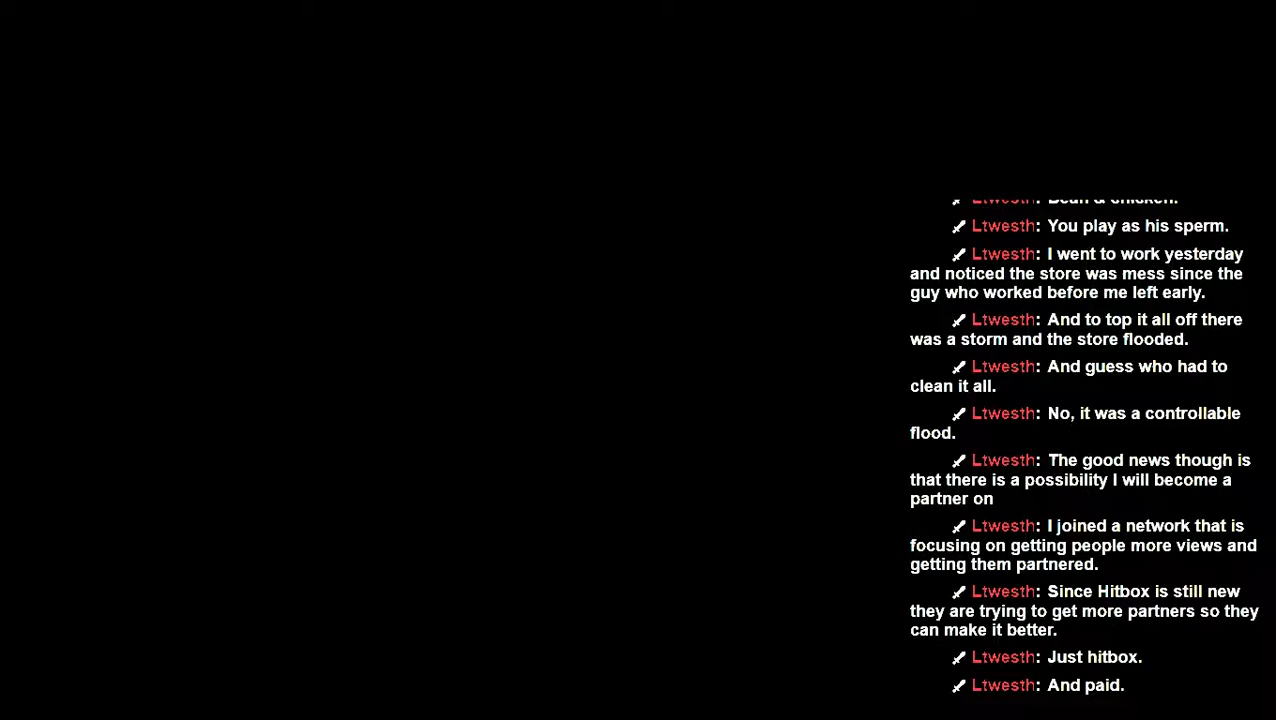 Ltwesth: Bean & chicken.
Ltwesth: You play as his sperm.
Ltwesth: I went to work yesterday
and noticed the store was mess since the
guy who worked before me left early.
Ltwesth: And to top it all off there
was a storm and the store flooded.
Ltwesth: And guess who had to
clean it all.
Ltwesth: No, it was a controllable
flood.
Ltwesth: The good news though is
that there is a possibility I will become a
partner on
Ltwesth: I joined a network that is
focusing on getting people more views and
getting them partnered.
Ltwesth: Since Hitbox is still new
they are trying to get more partners so they
can make it better.
Ltwesth: Just hitbox.
Ltwesth: And paid.